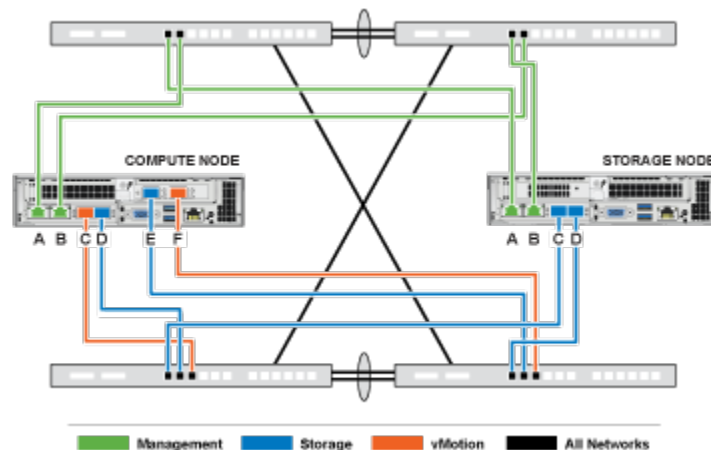 COMPUTE NODE
STORAGE NODE
A B C D E F
A B C D
Management Storage vMotion All Networks